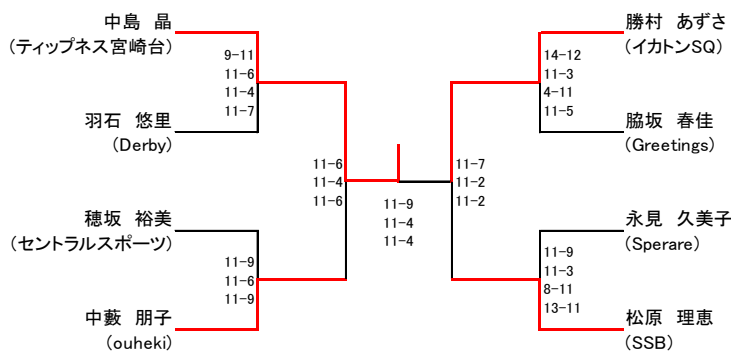 中島　晶
(ティップネス宮崎台)
9-11
11-6
11-4
11-7
羽石　悠里
(Derby)
11-6
11-4
11-6
穂坂　裕美
(セントラルスポーツ)
11-9
11-6
11-9
中藪　朋子
(ouheki)
11-9
11-4
11-4
勝村　あずさ
(イカトンSQ)
14-12
11-3
4-11
11-5
脇坂　春佳
(Greetings)
11-7
11-2
11-2
永見　久美子
(Sperare)
11-9
11-3
8-11
13-11
松原　理恵
(SSB)